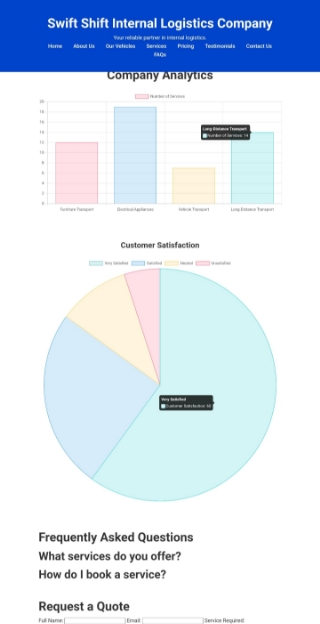 Swift Shift Internal Logistics Company
Your reliable partner in internal logistics.
Home About Us Our Vehicles Services Pricing Testimonials Contact Us
FAQs
Company Analytics
Number of Services
20
18
16
14
12
10
8
6
4
2
0
Long-Distance Transport
Number of Services: 14
Furniture Transport Electrical Appliances Vehicle Transport Long-Distance Transport
Customer Satisfaction
Very Satisfied Satisfied Neutral Unsatisfied
Very Satisfied
Customer Satisfaction: 60
Frequently Asked Questions
What services do you offer?
How do I book a service?
Request a Quote
Full Name: Email: Service Required: